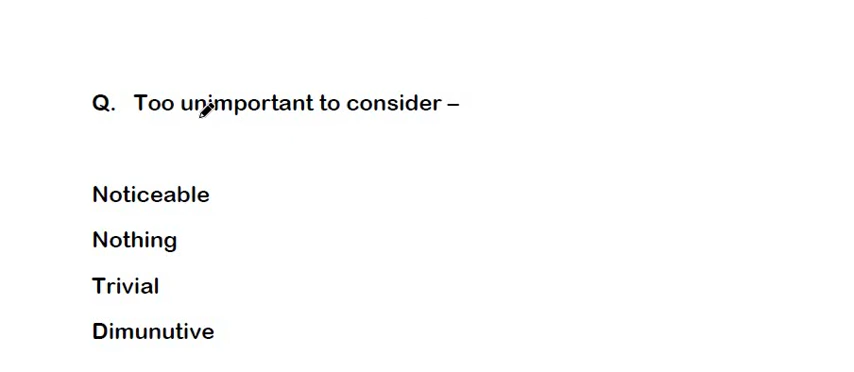 Q. Too unimportant to consider –
Noticeable
Nothing
Trivial
Dimunutive